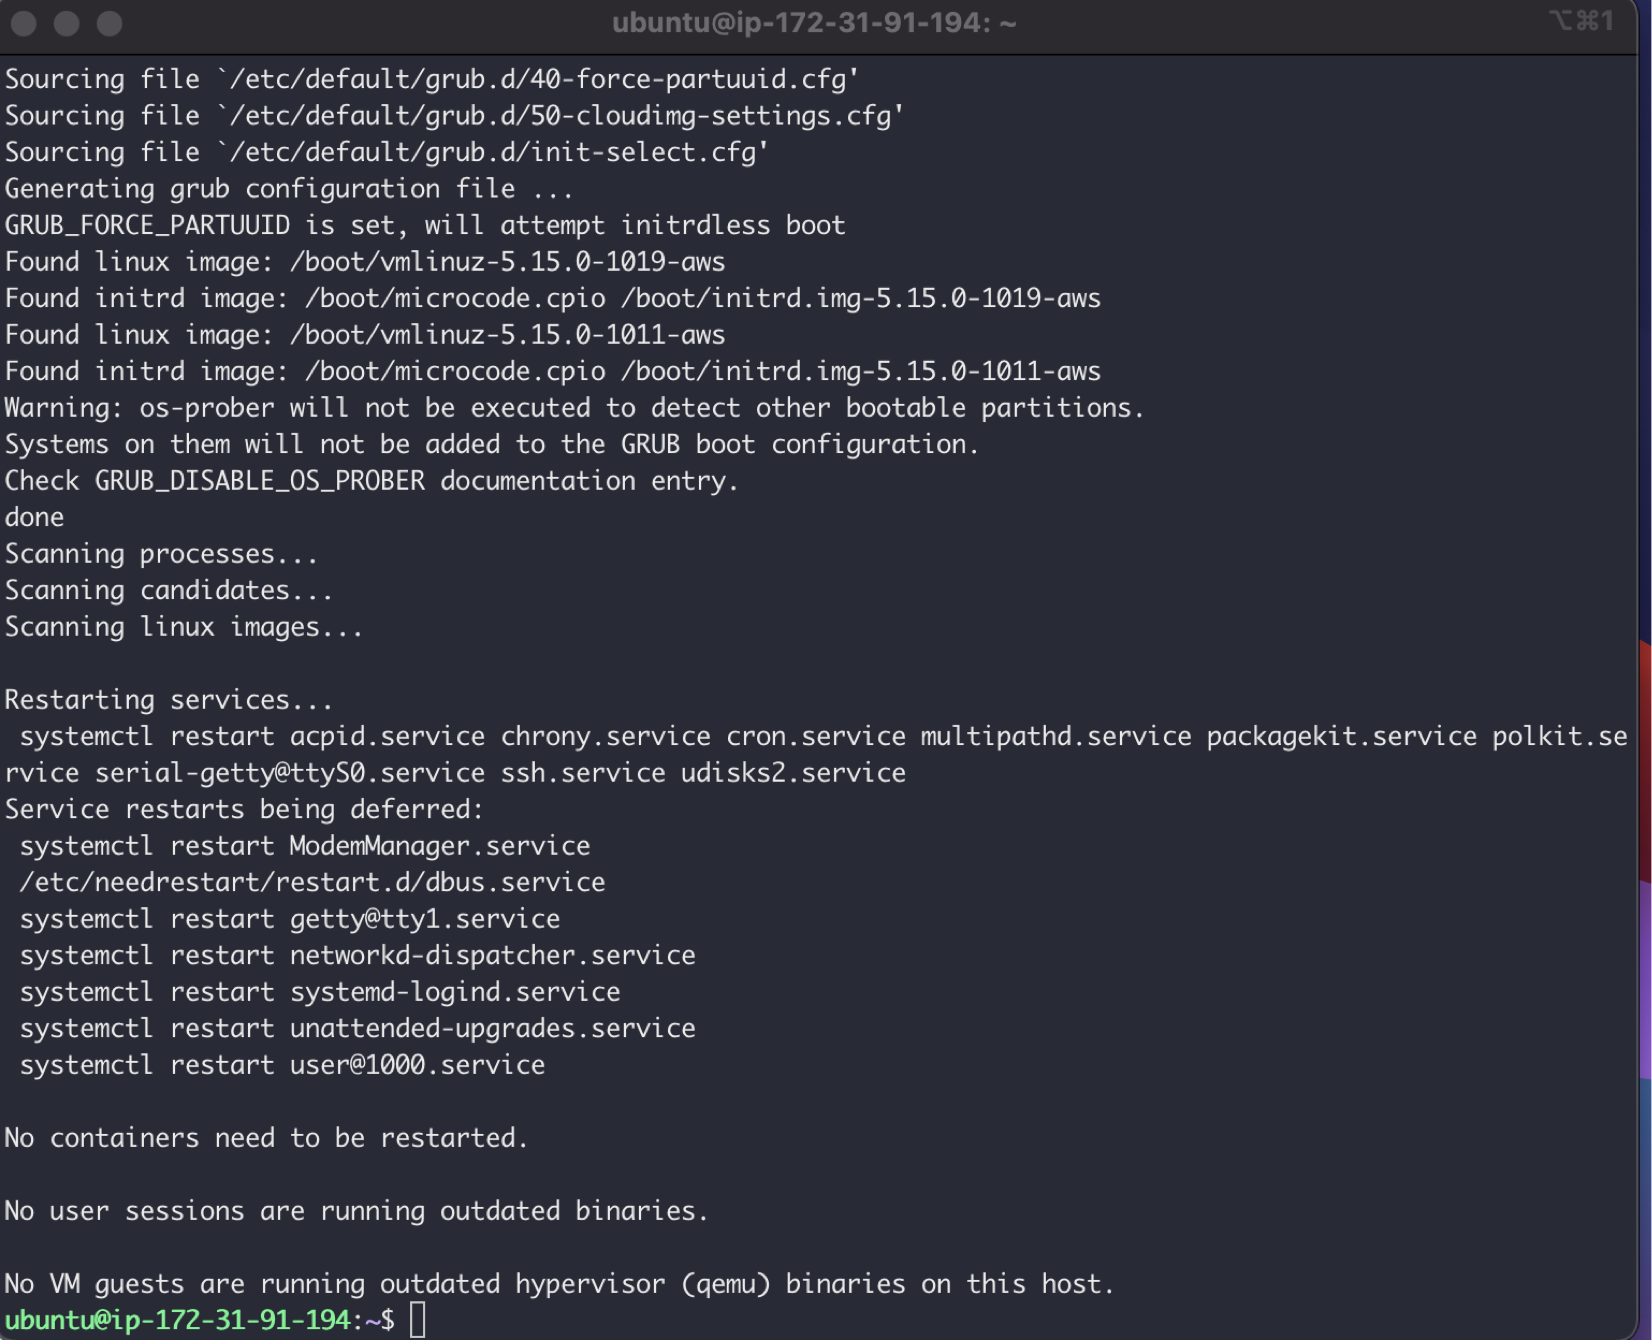 ubuntu@ip-172-31-91-194: ~
⌥⌘1
Sourcing file `/etc/default/grub.d/40-force-partuuid.cfg'
Sourcing file `/etc/default/grub.d/50-cloudimg-settings.cfg'
Sourcing file `/etc/default/grub.d/init-select.cfg'
Generating grub configuration file ...
GRUB_FORCE_PARTUUID is set, will attempt initrdless boot
Found linux image: /boot/vmlinuz-5.15.0-1019-aws
Found initrd image: /boot/microcode.cpio /boot/initrd.img-5.15.0-1019-aws
Found linux image: /boot/vmlinuz-5.15.0-1011-aws
Found initrd image: /boot/microcode.cpio /boot/initrd.img-5.15.0-1011-aws
Warning: os-prober will not be executed to detect other bootable partitions.
Systems on them will not be added to the GRUB boot configuration.
Check GRUB_DISABLE_OS_PROBER documentation entry.
done
Scanning processes...
Scanning candidates...
Scanning linux images...
Restarting services...
 systemctl restart acpid.service chrony.service cron.service multipathd.service packagekit.service polkit.se
rvice serial-getty@ttyS0.service ssh.service udisks2.service
Service restarts being deferred:
 systemctl restart ModemManager.service
 /etc/needrestart/restart.d/dbus.service
 systemctl restart getty@tty1.service
 systemctl restart networkd-dispatcher.service
 systemctl restart systemd-logind.service
 systemctl restart unattended-upgrades.service
 systemctl restart user@1000.service
No containers need to be restarted.
No user sessions are running outdated binaries.
No VM guests are running outdated hypervisor (qemu) binaries on this host.
ubuntu@ip-172-31-91-194:~$